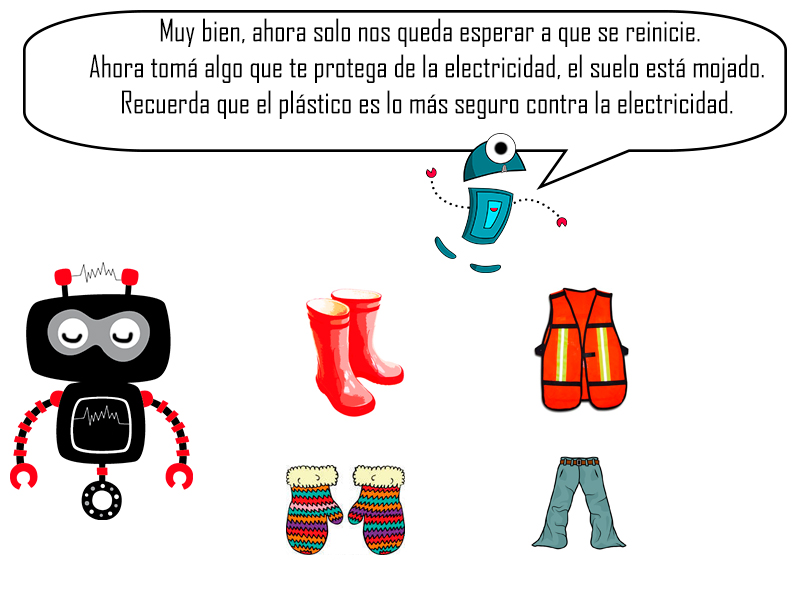 Muy bien, ahora solo nos queda esperar a que se reinicie.
Ahora tomá algo que te protega de la electricidad, el suelo está mojado.
Recuerda que el plástico es lo más seguro contra la electricidad.